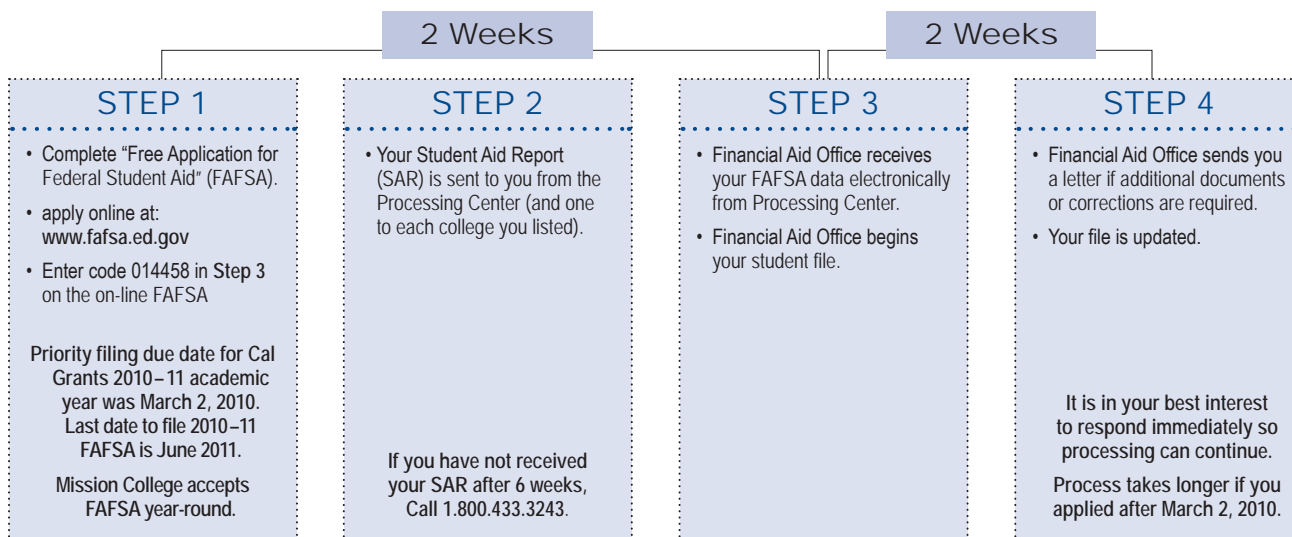 2 Weeks
2 Weeks
STEP 1
• Complete “Free Application for
Federal Student Aid” (FAFSA).
• apply online at:
www.fafsa.ed.gov
• Enter code 014458 in Step 3
on the on-line FAFSA
Priority filing due date for Cal
Grants 2010–11 academic
year was March 2, 2010.
Last date to file 2010–11
FAFSA is June 2011.
Mission College accepts
FAFSA year-round.
STEP 2
• Your Student Aid Report
(SAR) is sent to you from the
Processing Center (and one
to each college you listed).
If you have not received
your SAR after 6 weeks,
Call 1.800.433.3243.
STEP 3
• Financial Aid Office receives
your FAFSA data electronically
from Processing Center.
• Financial Aid Office begins
your student file.
STEP 4
• Financial Aid Office sends you
a letter if additional documents
or corrections are required.
• Your file is updated.
It is in your best interest
to respond immediately so
processing can continue.
Process takes longer if you
applied after March 2, 2010.